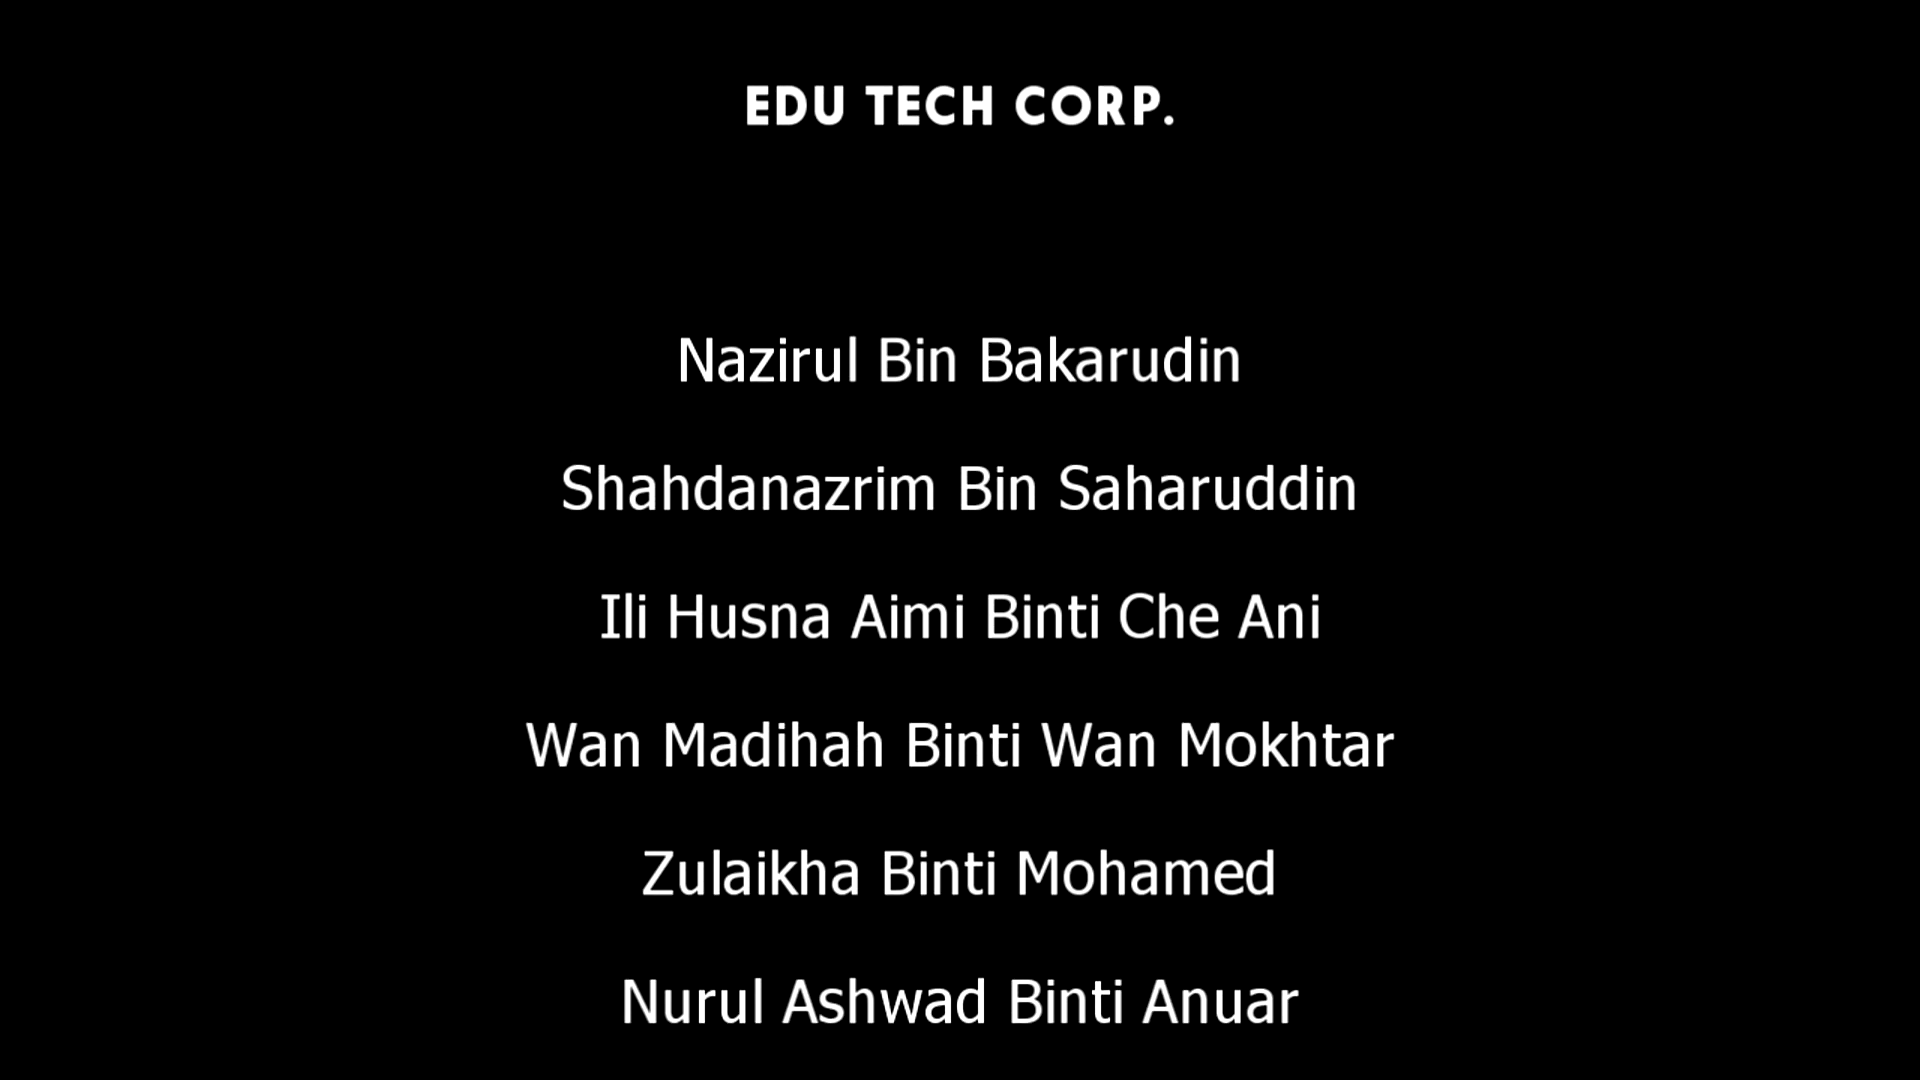 EDU TECH CORP.
Nazirul Bin Bakarudin
Shahdanazrim Bin Saharuddin
Ili Husna Aimi Binti Che Ani
Wan Madihah Binti Wan Mokhtar
Zulaikha Binti Mohamed
Nurul Ashwad Binti Anuar